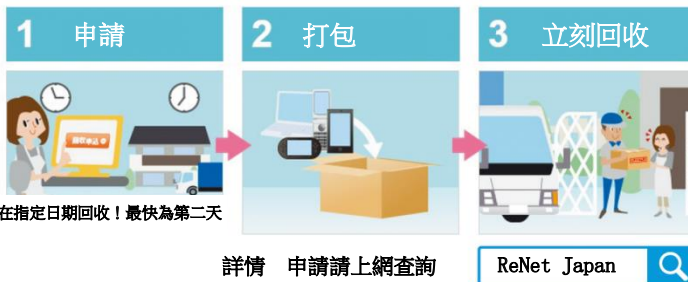 1 申請
2 打包
3 立刻回收
在指定日期回收！最快為第二天
詳情 申請請上網查詢
ReNet Japan